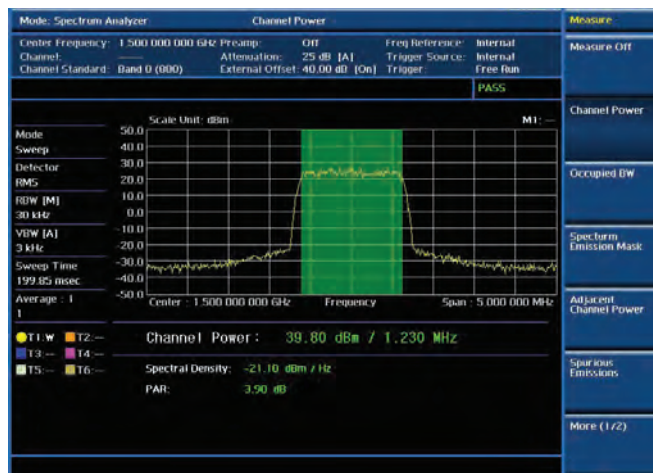 Mode: Spectrum Analyzer Channel Power Measure
Center Frequency: 1.500 000 000 GHz Preamp: Off Freq Reference: Internal
Channel: ---- Attenuation: 25 dB [A] Trigger Source: Internal
Channel Standard: Band 0 (800) External Offset: 40.00 dB [On] Trigger: Free Run
Measure Off
PASS
Channel Power
Scale Unit: dBm M1: --
Mode
Sweep
Detector
RMS
RBW [M]
30 kHz
VBW [A]
3 kHz
Sweep Time
199.85 msec
Average : 1
1
50.0
40.0
30.0
20.0
10.0
0.0
-10.0
-20.0
-30.0
-40.0
-50.0
Center : 1.500 000 000 GHz Frequency Span : 5.000 000 MHz
Occupied BW
Specturm
Emission Mask
Adjacent
Channel Power
T1:W T2:--
T3:-- T4:--
T5:-- T6:--
Channel Power: 39.80 dBm / 1.230 MHz
Spectral Density: -21.10 dBm / Hz
PAR: 3.90 dB
Spurious
Emissions
More (1/2)